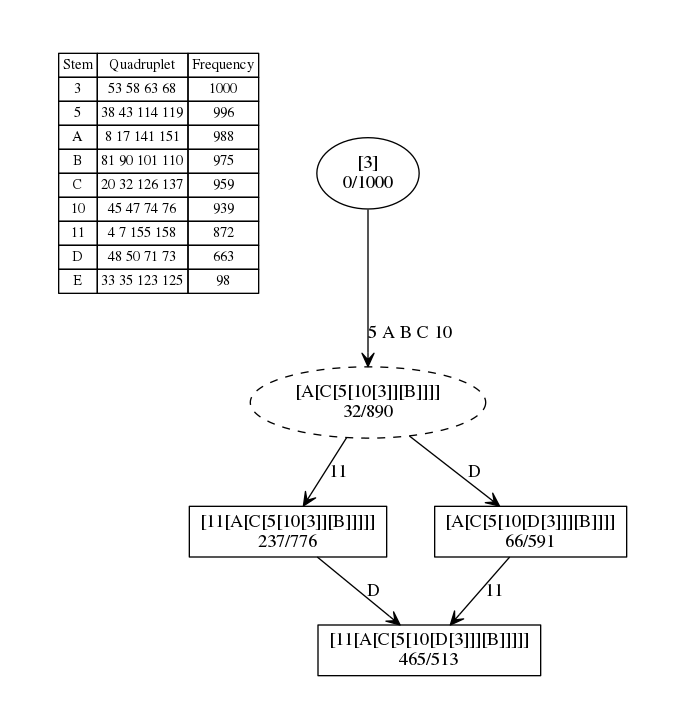 Stem Quadruplet Frequency
3 53 58 63 68 1000
5 38 43 114 119 996
A 8 17 141 151 988
B 81 90 101 110 975
C 20 32 126 137 959
10 45 47 74 76 939
11 4 7 155 158 872
D 48 50 71 73 663
E 33 35 123 125 98
[3]
0/1000
5 A B C 10
[A[C[5[10[3]][B]]]]
32/890
11
D
[11[A[C[5[10[3]][B]]]]]
237/776
[A[C[5[10[D[3]]][B]]]]
66/591
D
11
[11[A[C[5[10[D[3]]][B]]]]]
465/513